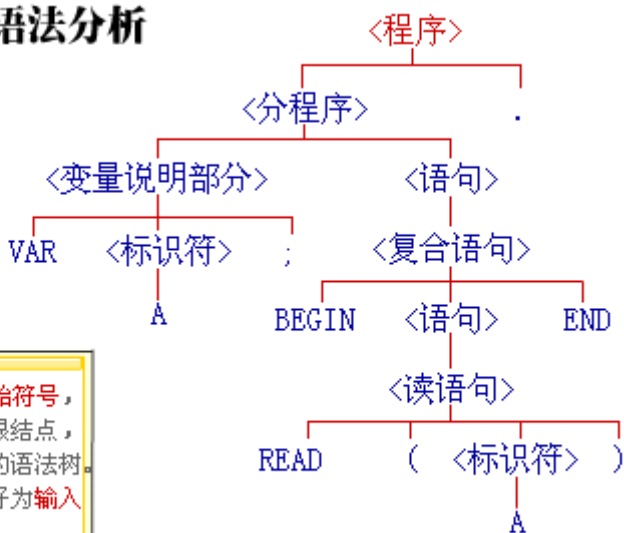 语法分析
<程序>
<分程序> .
<变量说明部分> <语句>
VAR <标识符> ; <复合语句>
A BEGIN <语句> END
<读语句>
READ ( <标识符> )
A
始符号，
根结点，
的语法树。
子为输入